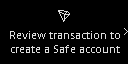 Review transaction to
create a Safe account